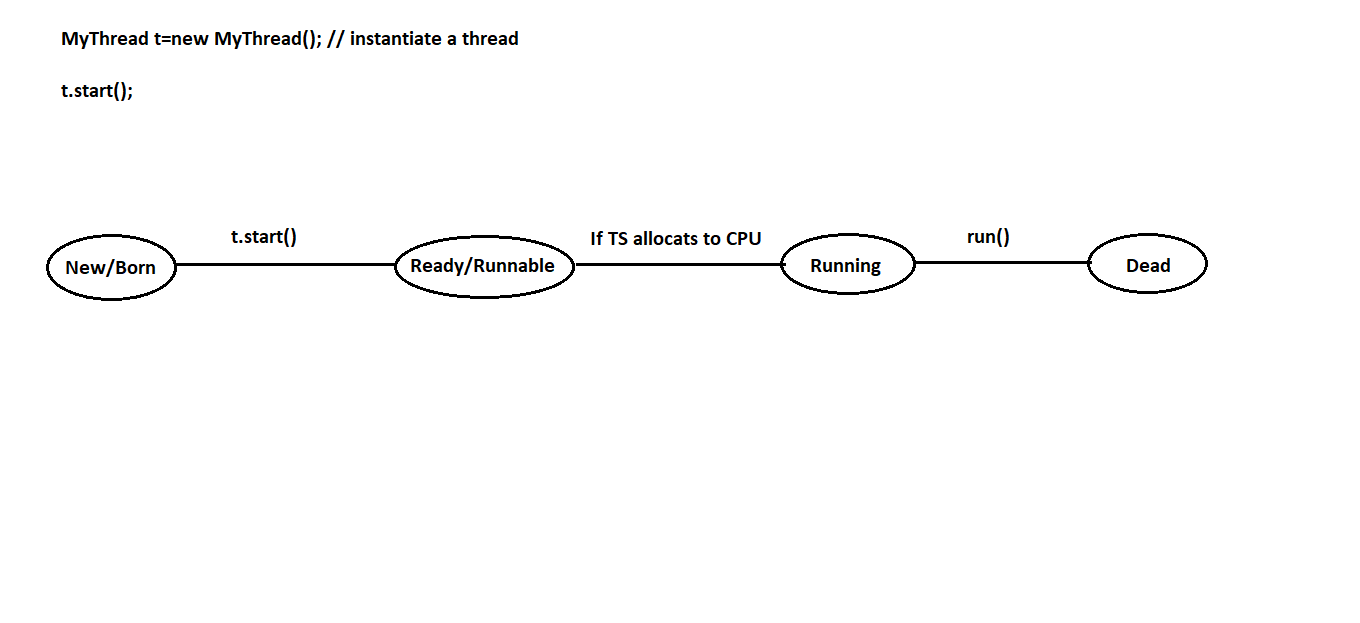 MyThread t=new MyThread(); // instantiate a thread
t.start();
t.start()
If TS allocats to CPU
run()
New/Born
Ready/Runnable
Running
Dead